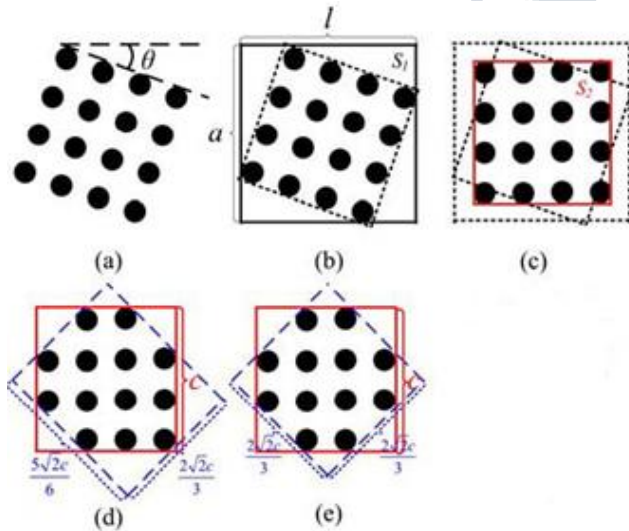 l
θ
S₁
a
S₂
(a)
(b)
(c)
c
c
5√2c/6
2√2c/3
2√2c/3
2√2c/3
(d)
(e)